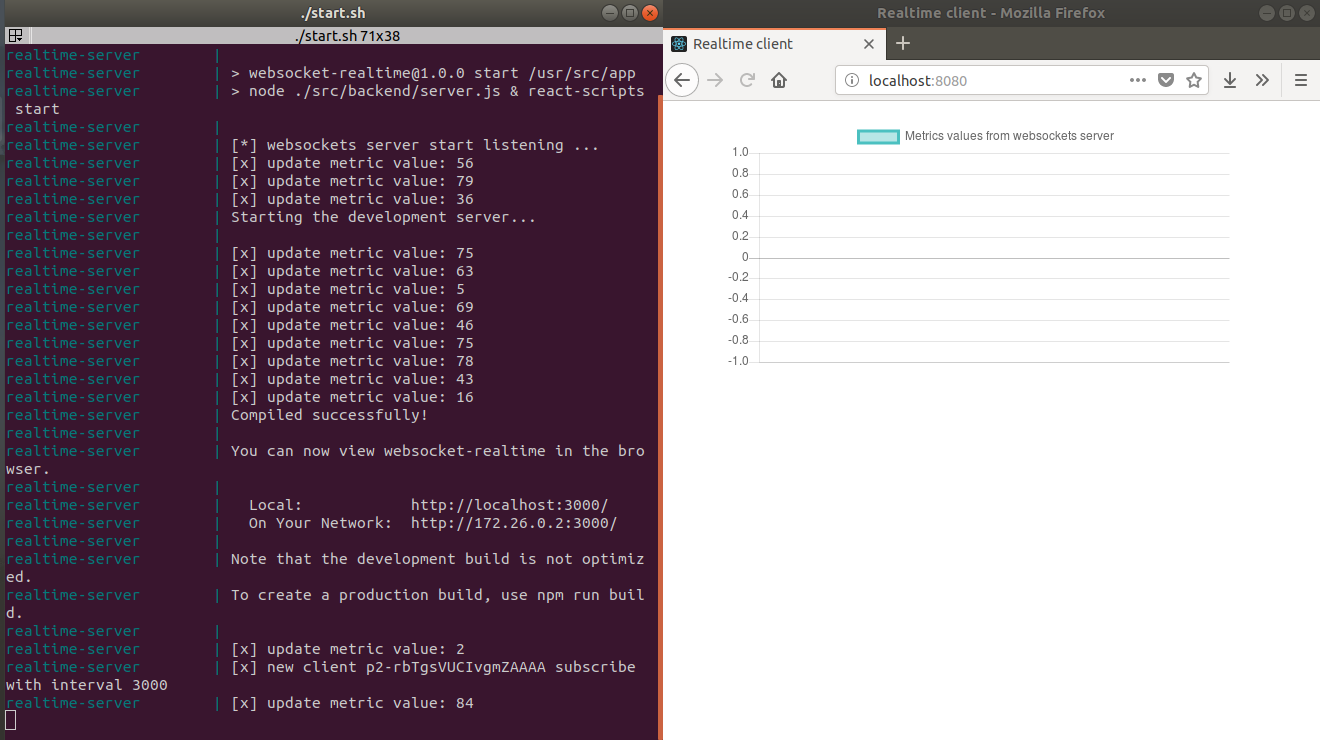 ./start.sh
./start.sh 71x38
realtime-server |
realtime-server | > websocket-realtime@1.0.0 start /usr/src/app
realtime-server | > node ./src/backend/server.js & react-scripts
start
realtime-server |
realtime-server | [*] websockets server start listening ...
realtime-server | [x] update metric value: 56
realtime-server | [x] update metric value: 79
realtime-server | [x] update metric value: 36
realtime-server | Starting the development server...
realtime-server |
realtime-server | [x] update metric value: 75
realtime-server | [x] update metric value: 63
realtime-server | [x] update metric value: 5
realtime-server | [x] update metric value: 69
realtime-server | [x] update metric value: 46
realtime-server | [x] update metric value: 75
realtime-server | [x] update metric value: 78
realtime-server | [x] update metric value: 43
realtime-server | [x] update metric value: 16
realtime-server | Compiled successfully!
realtime-server |
realtime-server | You can now view websocket-realtime in the bro
wser.
realtime-server |
realtime-server | Local: http://localhost:3000/
realtime-server | On Your Network: http://172.26.0.2:3000/
realtime-server |
realtime-server | Note that the development build is not optimiz
ed.
realtime-server | To create a production build, use npm run buil
d.
realtime-server |
realtime-server | [x] update metric value: 2
realtime-server | [x] new client p2-rbTgsVUCIvgmZAAAA subscribe
with interval 3000
realtime-server | [x] update metric value: 84
Realtime client - Mozilla Firefox
Realtime client
localhost:8080
Metrics values from websockets server
1.0
0.8
0.6
0.4
0.2
0
-0.2
-0.4
-0.6
-0.8
-1.0